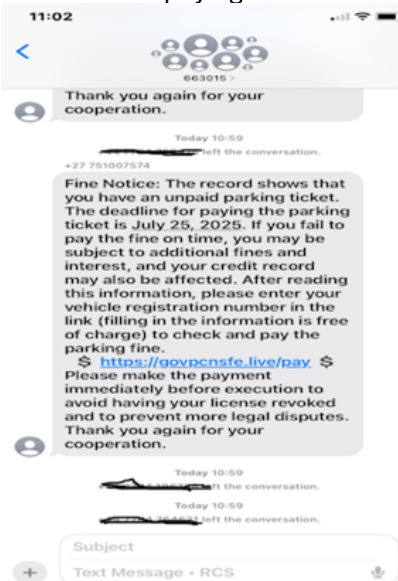 paying
11:02
663015 >
Thank you again for your
cooperation.
Today 10:59
left the conversation.
+27 751007574
Fine Notice: The record shows that
you have an unpaid parking ticket.
The deadline for paying the parking
ticket is July 25, 2025. If you fail to
pay the fine on time, you may be
subject to additional fines and
interest, and your credit record
may also be affected. After reading
this information, please enter your
vehicle registration number in the
link (filling in the information is free
of charge) to check and pay the
parking fine.
$ https://govpcnsfe.live/pay $
Please make the payment
immediately before execution to
avoid having your license revoked
and to prevent more legal disputes.
Thank you again for your
cooperation.
Today 10:59
left the conversation.
Today 10:59
left the conversation.
Subject
Text Message • RCS